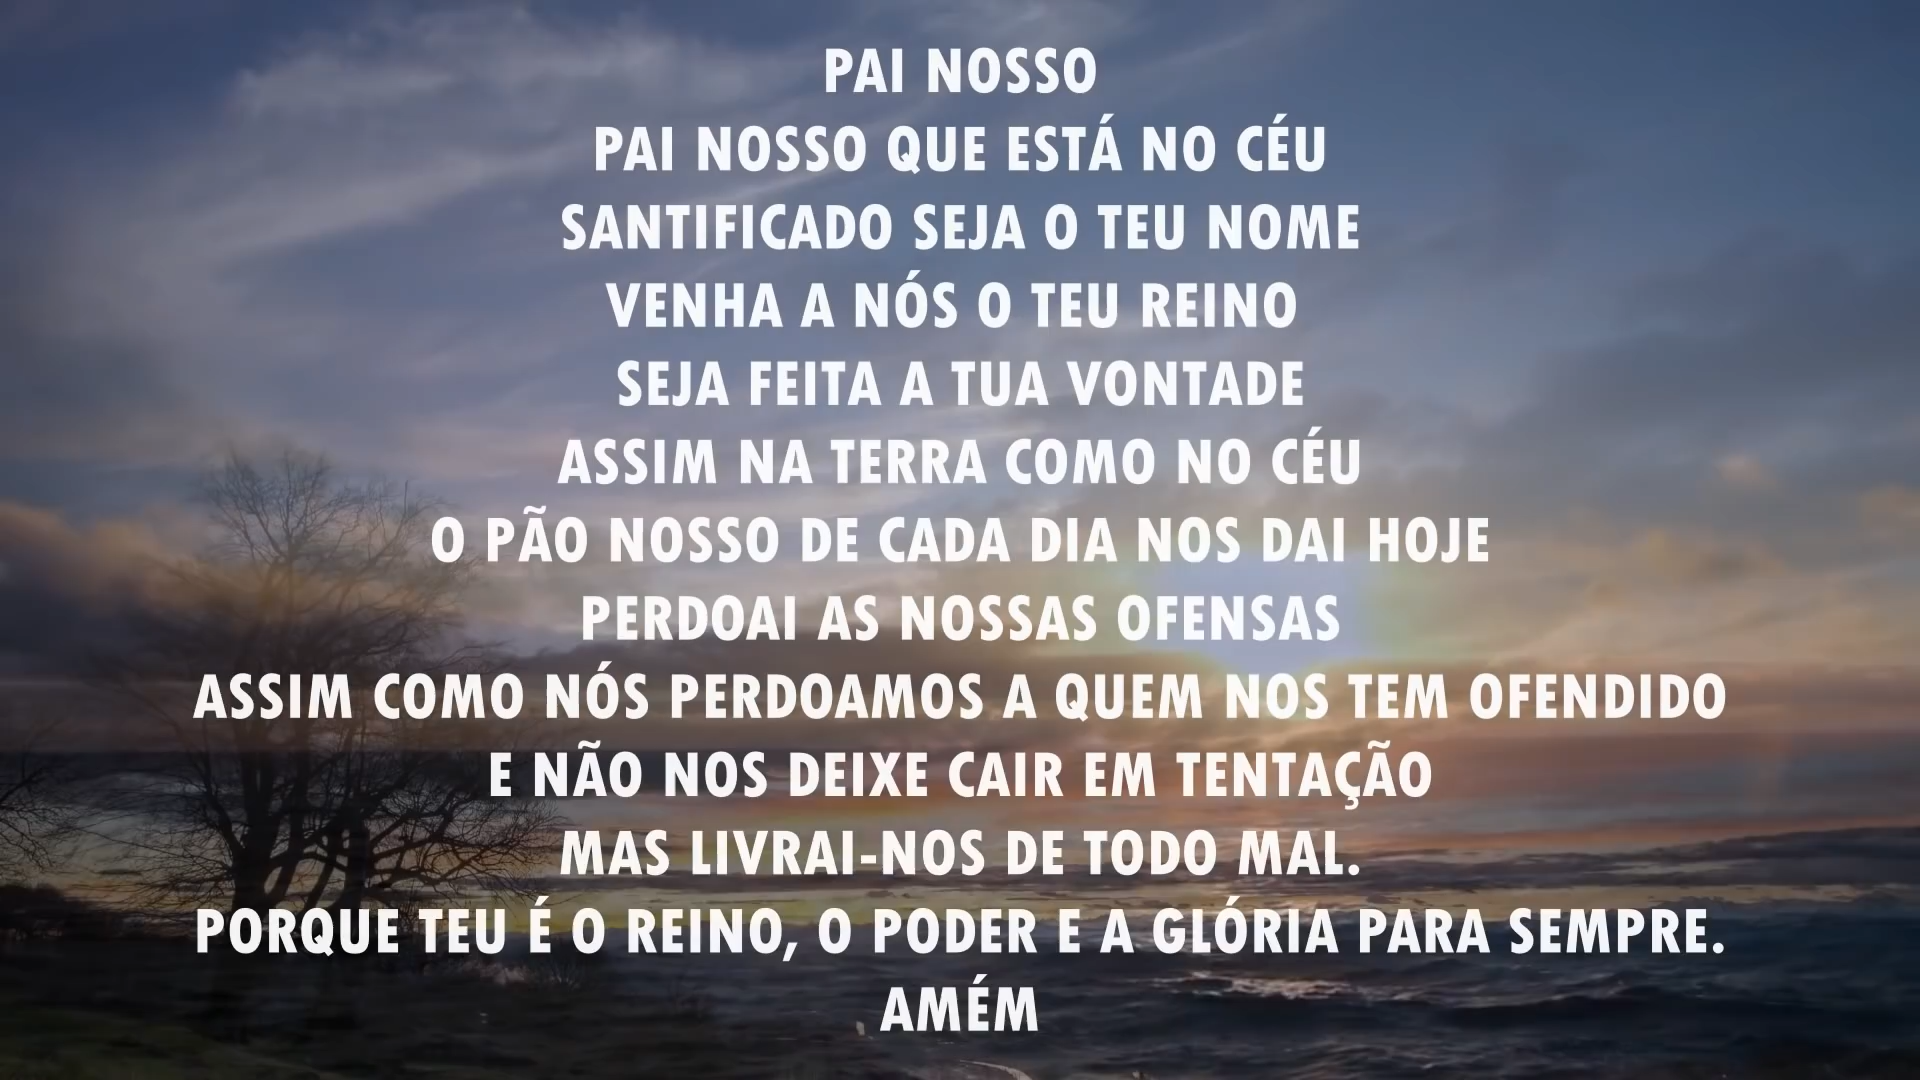 PAI NOSSO
PAI NOSSO QUE ESTÁ NO CÉU
SANTIFICADO SEJA O TEU NOME
VENHA A NÓS O TEU REINO
SEJA FEITA A TUA VONTADE
ASSIM NA TERRA COMO NO CÉU
O PÃO NOSSO DE CADA DIA NOS DAI HOJE
PERDOAI AS NOSSAS OFENSAS
ASSIM COMO NÓS PERDOAMOS A QUEM NOS TEM OFENDIDO
E NÃO NOS DEIXE CAIR EM TENTAÇÃO
MAS LIVRAI-NOS DE TODO MAL.
PORQUE TEU É O REINO, O PODER E A GLÓRIA PARA SEMPRE.
AMÉM